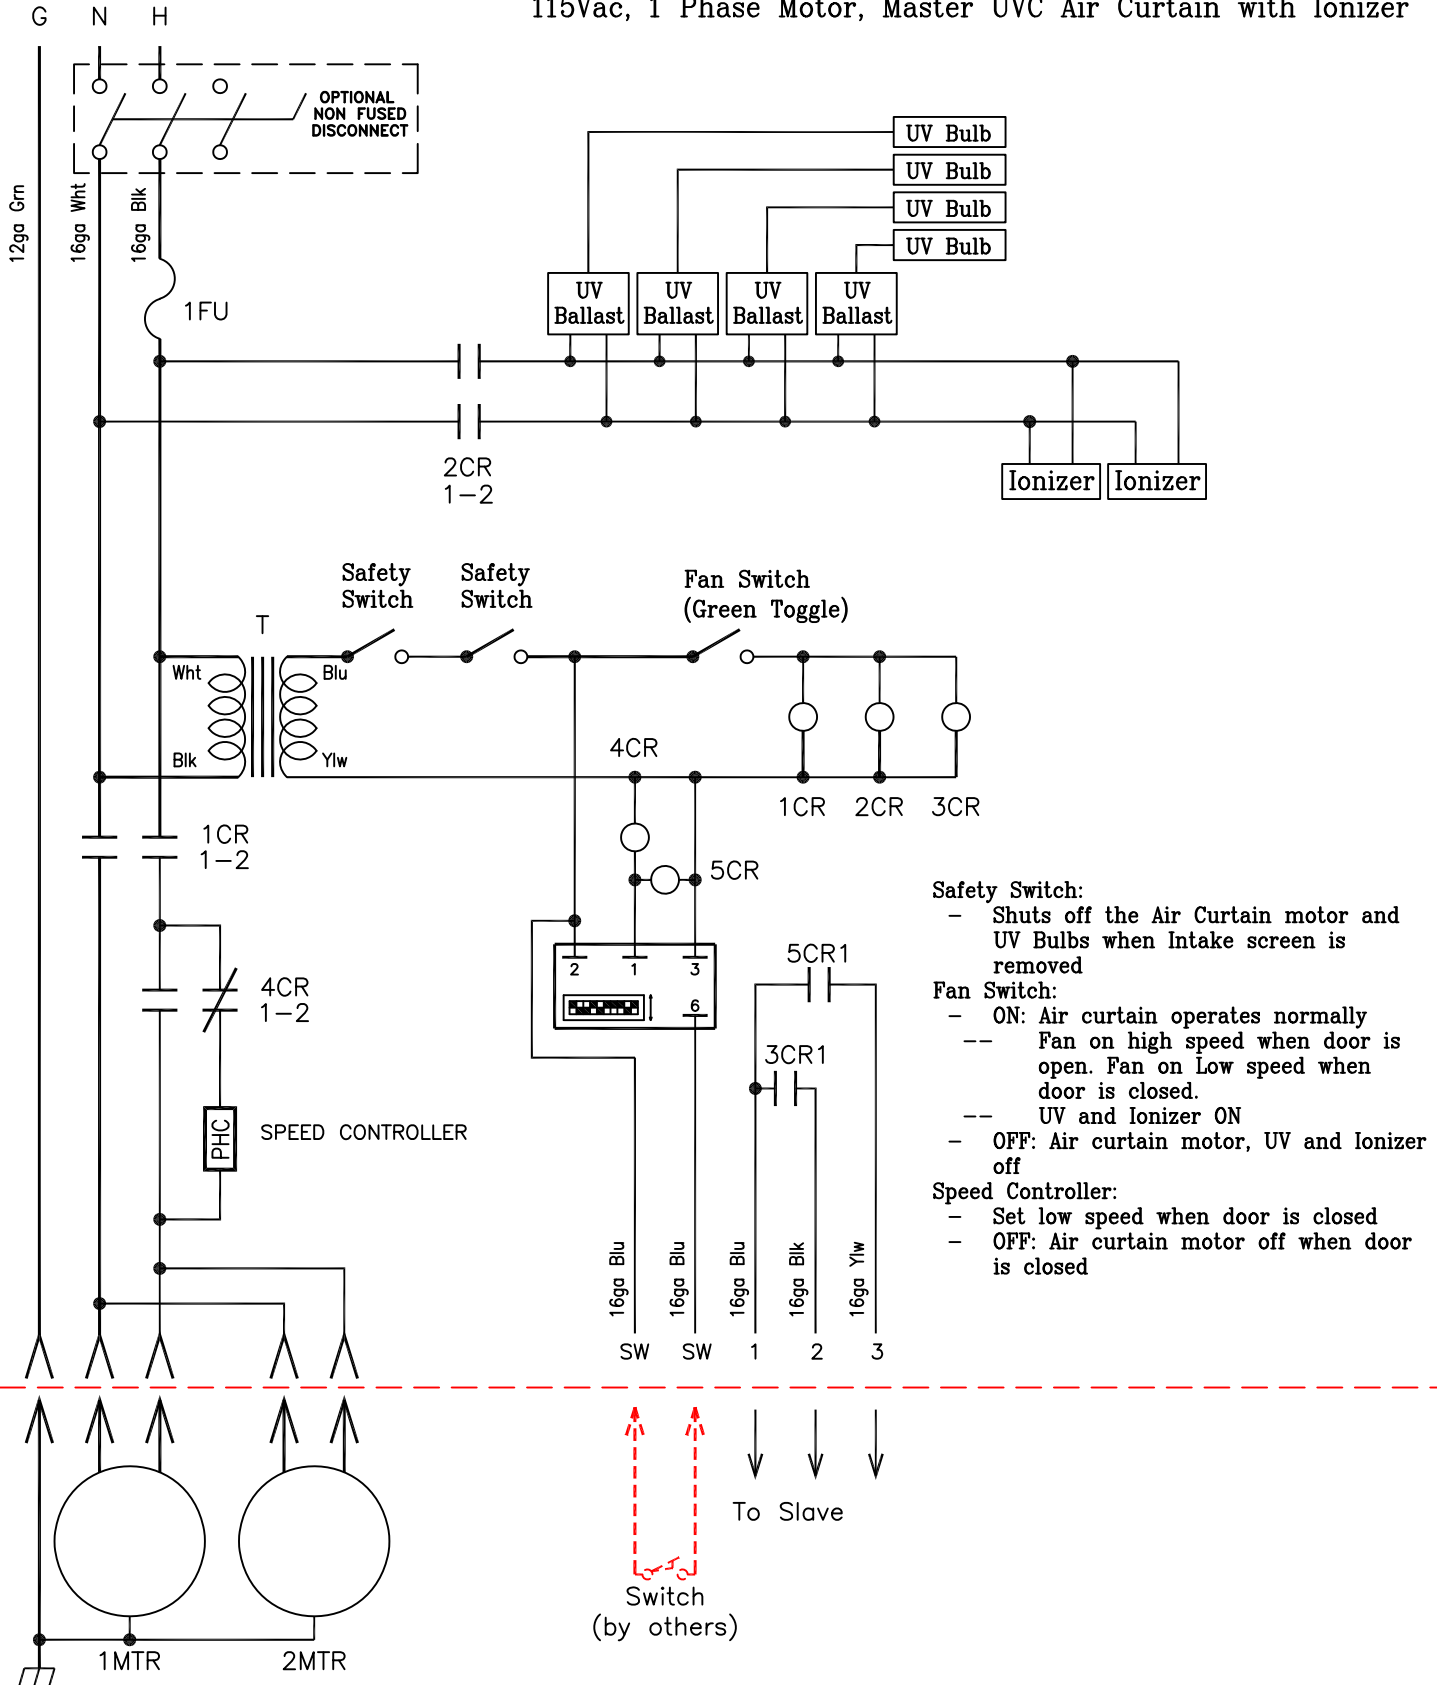 115Vac, 1 Phase Motor, Master UVC Air Curtain with Ionizer
G N H
OPTIONAL
NON FUSED
DISCONNECT
12ga Grn
16ga Wht
16ga Blk
1FU
UV Bulb
UV Bulb
UV Bulb
UV Bulb
UV
Ballast
UV
Ballast
UV
Ballast
UV
Ballast
2CR
1-2
Ionizer
Ionizer
Safety
Switch
Safety
Switch
Fan Switch
(Green Toggle)
T
Wht
Blu
Blk
Ylw
4CR
1CR 2CR 3CR
1CR
1-2
5CR
2 1 3
6
4CR
1-2
PHC
SPEED CONTROLLER
5CR1
3CR1
Safety Switch:
- Shuts off the Air Curtain motor and
UV Bulbs when Intake screen is
removed
Fan Switch:
- ON: Air curtain operates normally
-- Fan on high speed when door is
open. Fan on Low speed when
door is closed.
-- UV and Ionizer ON
- OFF: Air curtain motor, UV and Ionizer
off
Speed Controller:
- Set low speed when door is closed
- OFF: Air curtain motor off when door
is closed
16ga Blu
16ga Blu
16ga Blu
16ga Blk
16ga Ylw
SW SW 1 2 3
To Slave
Switch
(by others)
1MTR
2MTR